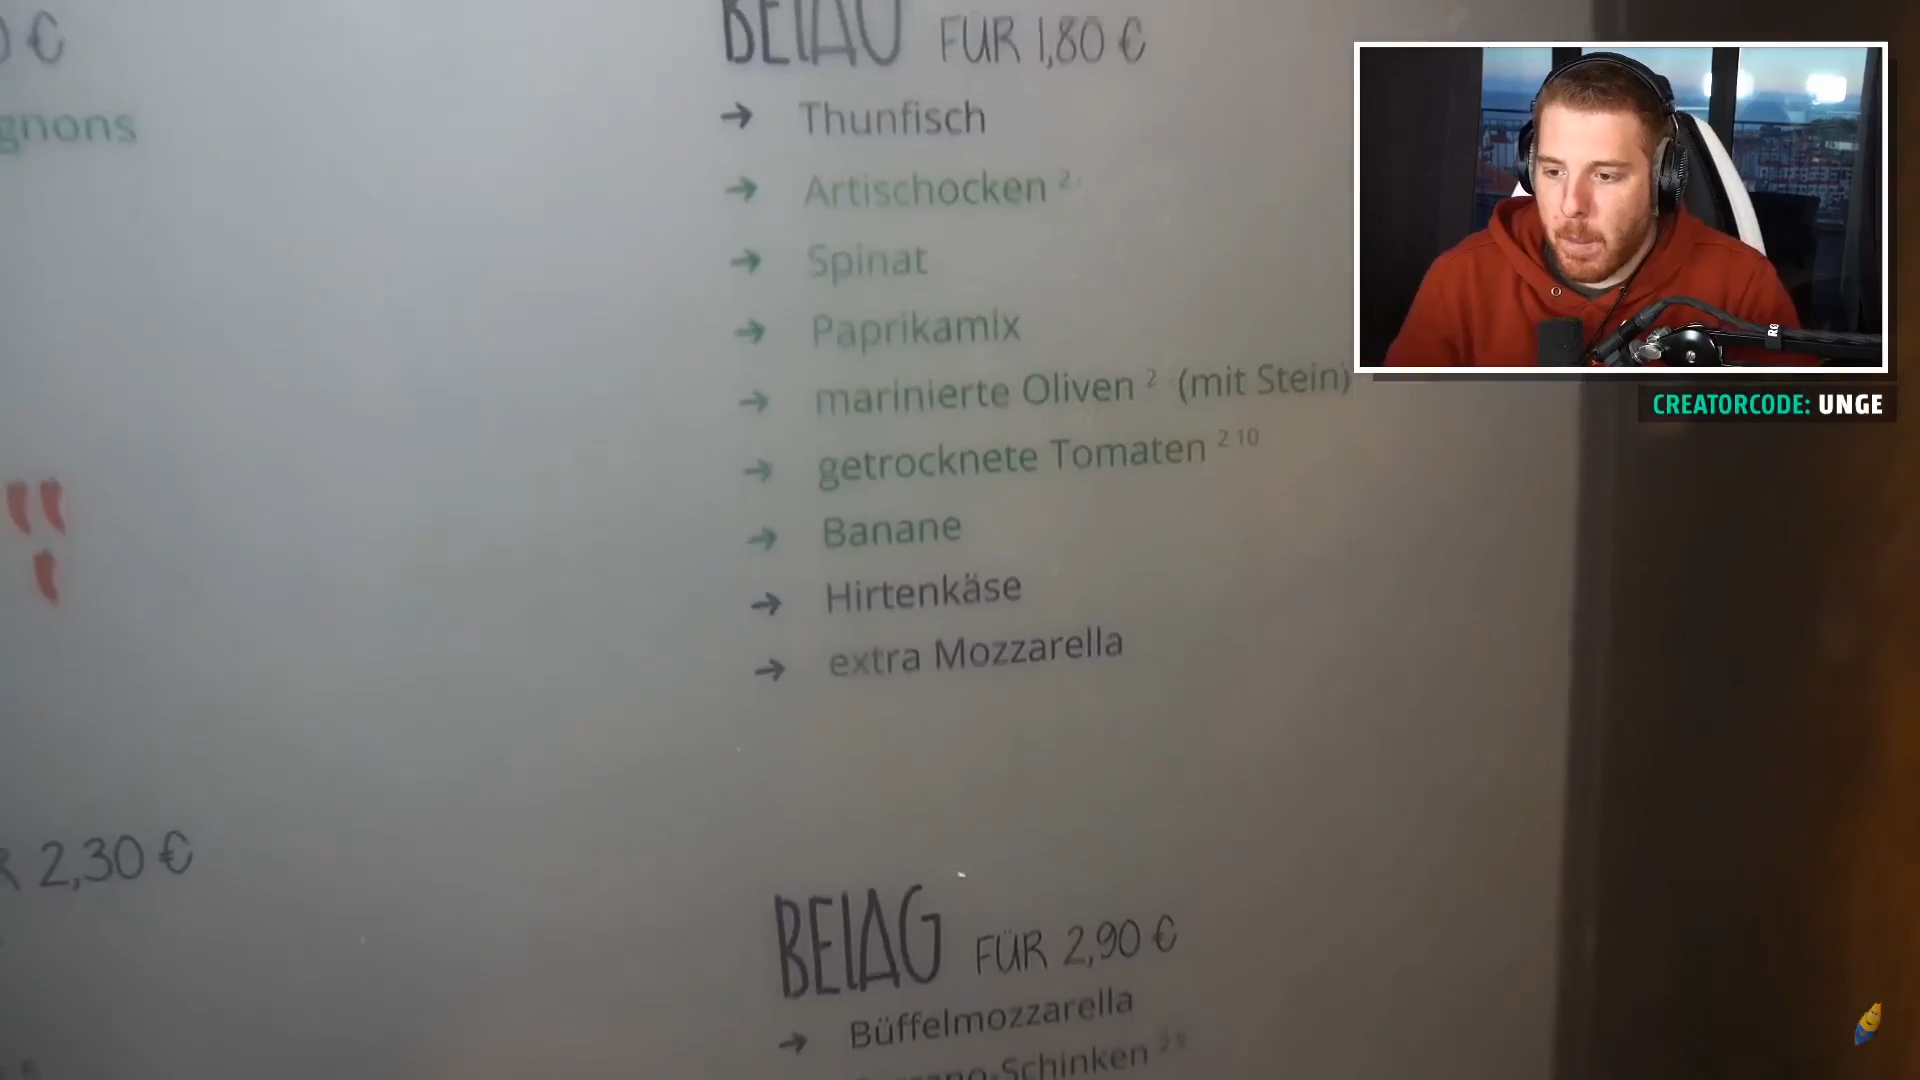 €
gnons
2,30 €
BELAG FÜR 1,80 €
→ Thunfisch
→ Artischocken 2
→ Spinat
→ Paprikamix
→ marinierte Oliven 2 (mit Stein)
→ getrocknete Tomaten 2 10
→ Banane
→ Hirtenkäse
→ extra Mozzarella
BELAG FÜR 2,90 €
→ Büffelmozzarella
-Schinken
CREATORCODE: UNGE